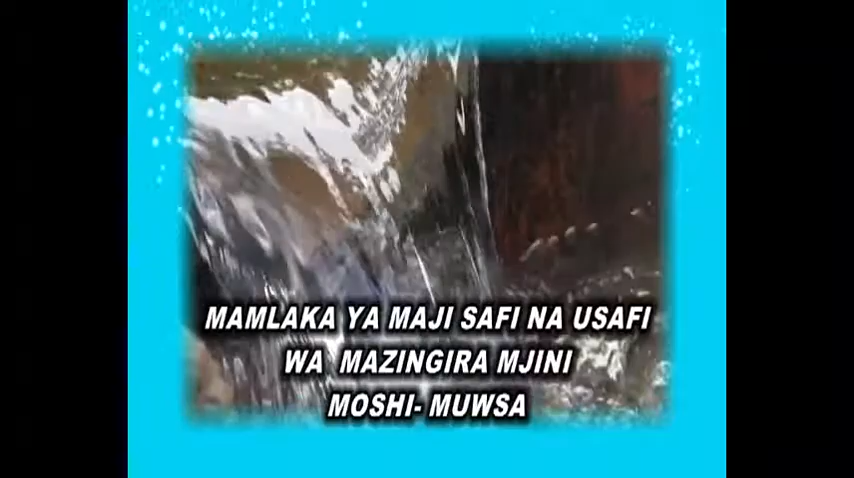 MAMLAKA YA MAJI SAFI NA USAFI
WA MAZINGIRA MJINI
MOSHI- MUWSA